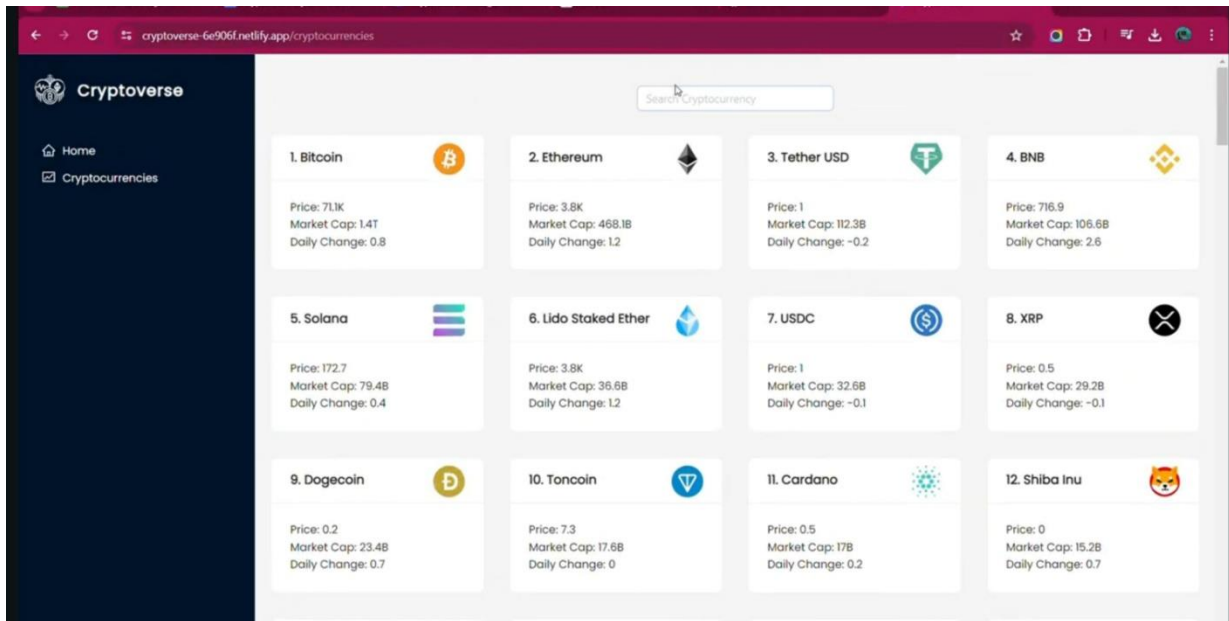 cryptoverse-6e906f.netlify.app/cryptocurrencies
Cryptoverse
Search Cryptocurrency
Home
Cryptocurrencies
1. Bitcoin
Price: 71.1K
Market Cap: 1.4T
Daily Change: 0.8
2. Ethereum
Price: 3.8K
Market Cap: 468.1B
Daily Change: 1.2
3. Tether USD
Price: 1
Market Cap: 112.3B
Daily Change: -0.2
4. BNB
Price: 716.9
Market Cap: 106.6B
Daily Change: 2.6
5. Solana
Price: 172.7
Market Cap: 79.4B
Daily Change: 0.4
6. Lido Staked Ether
Price: 3.8K
Market Cap: 36.6B
Daily Change: 1.2
7. USDC
Price: 1
Market Cap: 32.6B
Daily Change: -0.1
8. XRP
Price: 0.5
Market Cap: 29.2B
Daily Change: -0.1
9. Dogecoin
Price: 0.2
Market Cap: 23.4B
Daily Change: 0.7
10. Toncoin
Price: 7.3
Market Cap: 17.6B
Daily Change: 0
11. Cardano
Price: 0.5
Market Cap: 17B
Daily Change: 0.2
12. Shiba Inu
Price: 0
Market Cap: 15.2B
Daily Change: 0.7